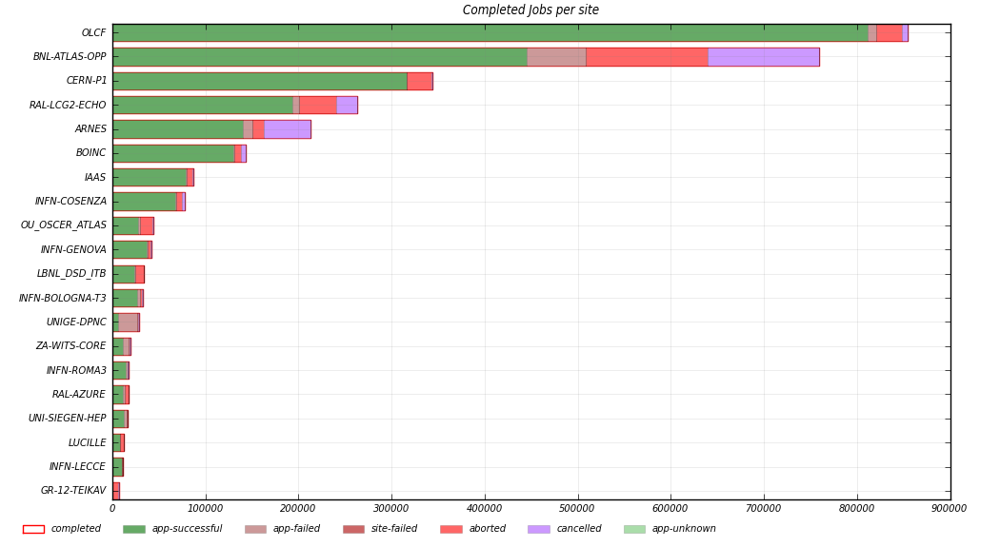 Completed Jobs per site
OLCF
BNL-ATLAS-OPP
CERN-P1
RAL-LCG2-ECHO
ARNES
BOINC
IAAS
INFN-COSENZA
OU_OSCER_ATLAS
INFN-GENOVA
LBNL_DSD_ITB
INFN-BOLOGNA-T3
UNIGE-DPNC
ZA-WITS-CORE
INFN-ROMA3
RAL-AZURE
UNI-SIEGEN-HEP
LUCILLE
INFN-LECCE
GR-12-TEIKAV
0 100000 200000 300000 400000 500000 600000 700000 800000 900000
completed app-successful app-failed site-failed aborted cancelled app-unknown